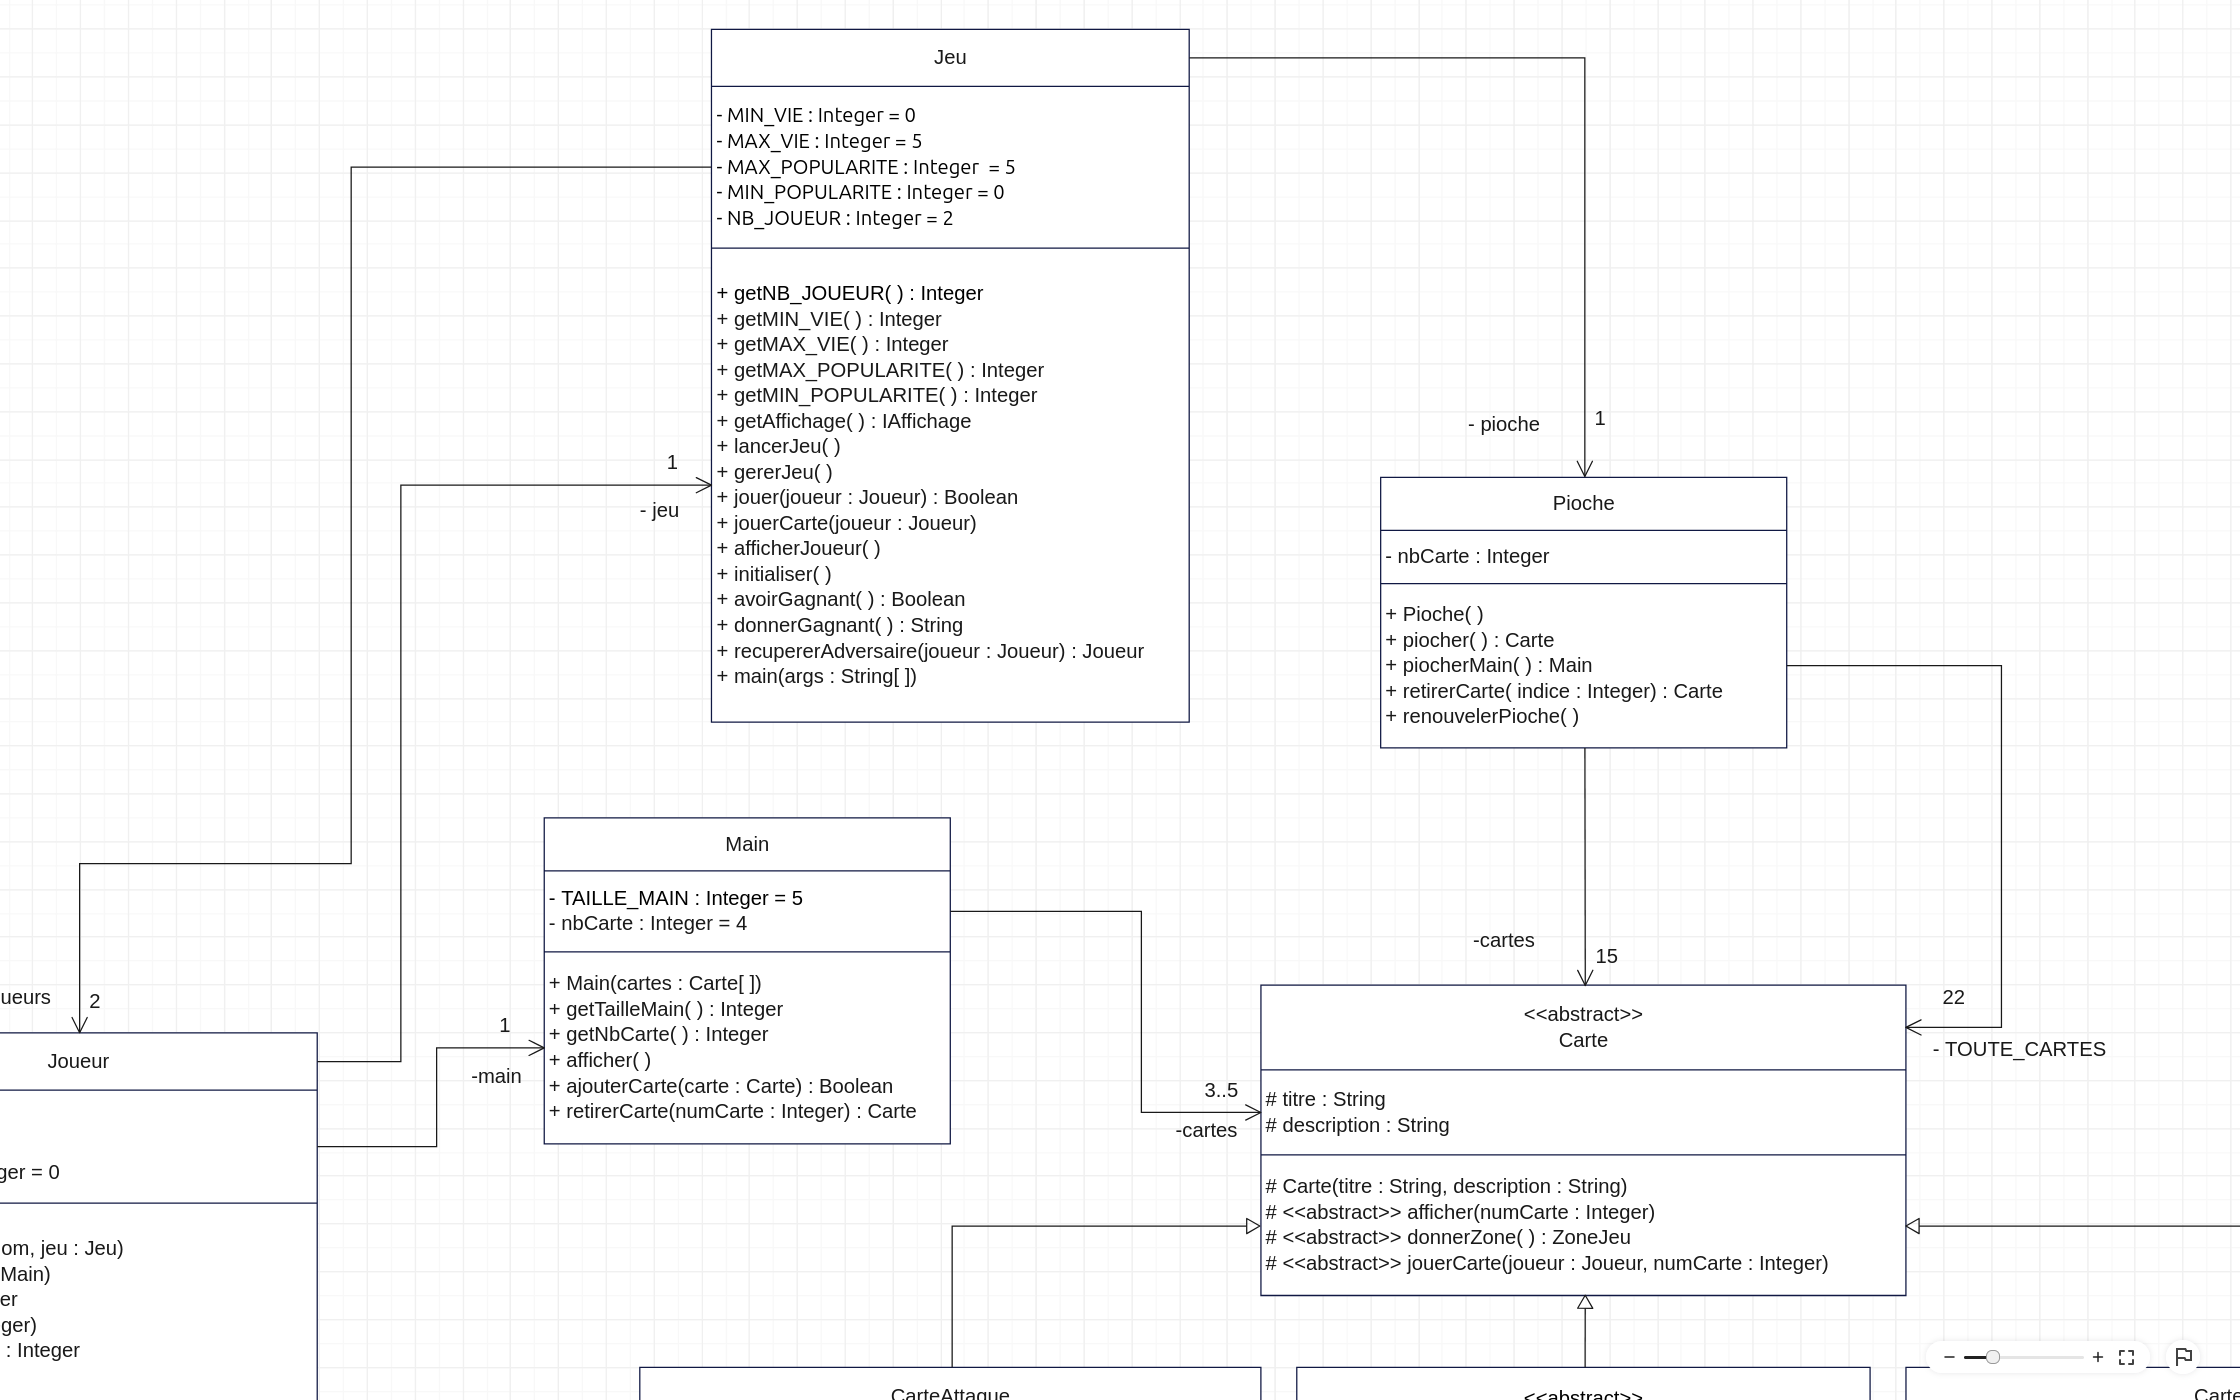 Jeu
- MIN_VIE : Integer = 0
- MAX_VIE : Integer = 5
- MAX_POPULARITE : Integer  = 5
- MIN_POPULARITE : Integer = 0
- NB_JOUEUR : Integer = 2
+ getNB_JOUEUR( ) : Integer
+ getMIN_VIE( ) : Integer
+ getMAX_VIE( ) : Integer
+ getMAX_POPULARITE( ) : Integer
+ getMIN_POPULARITE( ) : Integer
+ getAffichage( ) : IAffichage
+ lancerJeu( )
+ gererJeu( )
+ jouer(joueur : Joueur) : Boolean
+ jouerCarte(joueur : Joueur)
+ afficherJoueur( )
+ initialiser( )
+ avoirGagnant( ) : Boolean
+ donnerGagnant( ) : String
+ recupererAdversaire(joueur : Joueur) : Joueur
+ main(args : String[ ])
1
- jeu
- pioche
1
Pioche
- nbCarte : Integer
+ Pioche( )
+ piocher( ) : Carte
+ piocherMain( ) : Main
+ retirerCarte( indice : Integer) : Carte
+ renouvelerPioche( )
Main
- TAILLE_MAIN : Integer = 5
- nbCarte : Integer = 4
+ Main(cartes : Carte[ ])
+ getTailleMain( ) : Integer
+ getNbCarte( ) : Integer
+ afficher( )
+ ajouterCarte(carte : Carte) : Boolean
+ retirerCarte(numCarte : Integer) : Carte
ueurs
2
Joueur
ger = 0
om, jeu : Jeu)
Main)
er
ger)
: Integer
1
-main
3..5
-cartes
-cartes
15
22
- TOUTE_CARTES
<<abstract>>
Carte
# titre : String
# description : String
# Carte(titre : String, description : String)
# <<abstract>> afficher(numCarte : Integer)
# <<abstract>> donnerZone( ) : ZoneJeu
# <<abstract>> jouerCarte(joueur : Joueur, numCarte : Integer)
CarteAttaque
<<abstract>>
Carte